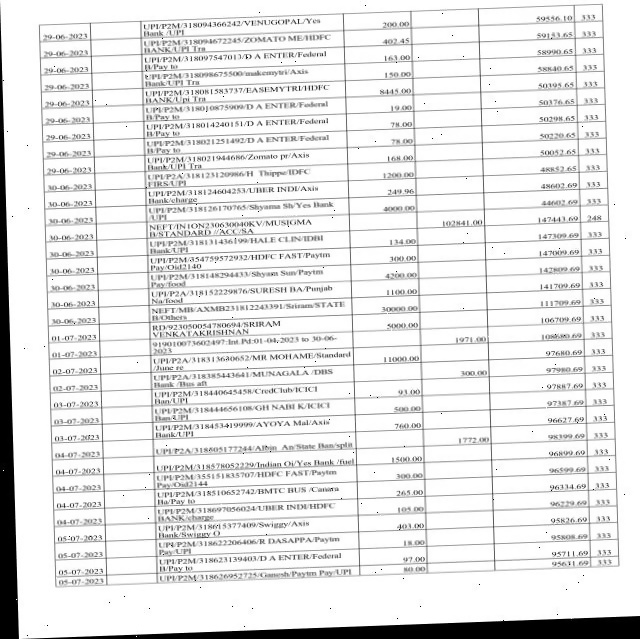 29-06-2023 UPI/P2M/318094366242/VENUGOPAL/Yes 200.00 59556.10 333
Bank /UPI
29-06-2023 UPI/P2M/318094672245/ZOMATO ME/HDFC 402.45 59153.65 333
BANK/UPI Tra
29-06-2023 UPI/P2M/318097547013/D A ENTER/Federal 163.00 58990.65 333
B/Pay to
29-06-2023 UPI/P2M/318098675500/makemytri/Axis 150.00 58840.65 333
Bank/UPI Tra
29-06-2023 UPI/P2M/318081583737/EASEMYTRI/HDFC 8445.00 50395.65 333
BANK/Upi Tra
29-06-2023 UPI/P2M/318010875909/D A ENTER/Federal 19.00 50376.65 333
B/Pay to
29-06-2023 UPI/P2M/318014240151/D A ENTER/Federal 78.00 50298.65 333
B/Pay to
29-06-2023 UPI/P2M/318021251492/D A ENTER/Federal 78.00 50220.65 333
B/Pay to
29-06-2023 UPI/P2M/318021944686/Zomato pr/Axis 168.00 50052.65 333
Bank/UPI Tra
30-06-2023 UPI/P2A/318123120986/H Thippe/IDFC 1200.00 48852.65 333
FIRS/UPI
30-06-2023 UPI/P2M/318124604253/UBER INDI/Axis 249.96 48602.69 333
Bank/charge
30-06-2023 UPI/P2M/318126170765/Shyama Sh/Yes Bank 4000.00 44602.69 333
/UPI
30-06-2023 NEFT/IN1ON230630040KV/MUSIGMA 102841.00 147443.69 248
B/STANDARD //ACC/SA
30-06-2023 UPI/P2M/318131436199/HALE CLIN/IDBI 134.00 147309.69 333
Bank/UPI
30-06-2023 UPI/P2M/354759572932/HDFC FAST/Paytm 300.00 147009.69 333
Pay/Oid2140
30-06-2023 UPI/P2M/318148294433/Shyam Sun/Paytm 4200.00 142809.69 333
Pay/food
30-06-2023 UPI/P2A/318152229876/SURESH BA/Punjab 1100.00 141709.69 333
Na/food
30-06-2023 NEFT/MB/AXMB231812243391/Sriram/STATE 30000.00 111709.69 333
B/Others
01-07-2023 RD/923050054780694/SRIRAM 5000.00 106709.69 333
VENKATAKRISHNAN
01-07-2023 919010073602497:Int.Pd:01-04-2023 to 30-06- 1971.00 108680.69 333
2023
02-07-2023 UPI/P2A/318313630652/MR MOHAME/Standard 11000.00 97680.69 333
/June re
02-07-2023 UPI/P2A/318385443641/MUNAGALA /DBS 300.00 97980.69 333
Bank /Bus aft
03-07-2023 UPI/P2M/318440645458/CredClub/ICICI 93.00 97887.69 333
Ban/UPI
03-07-2023 UPI/P2M/318444656108/GH NABI K/ICICI 500.00 97387.69 333
Ban/UPI
03-07-2023 UPI/P2M/318453419999/AYOYA Mal/Axis 760.00 96627.69 333
Bank/UPI
04-07-2023 UPI/P2A/318805177244/Albin An/State Ban/split 1772.00 98399.69 333
04-07-2023 UPI/P2M/318578052229/Indian Oi/Yes Bank /fuel 1500.00 96899.69 333
04-07-2023 UPI/P2M/355151835707/HDFC FAST/Paytm 300.00 96599.69 333
Pay/Oid2144
04-07-2023 UPI/P2M/318510652742/BMTC BUS /Canara 265.00 96334.69 333
Ba/Pay to
04-07-2023 UPI/P2M/318697056024/UBER INDI/HDFC 105.00 96229.69 333
BANK/charge
05-07-2023 UPI/P2M/318615377409/Swiggy/Axis 403.00 95826.69 333
Bank/Swiggy O
05-07-2023 UPI/P2M/318622206406/R DASAPPA/Paytm 18.00 95808.69 333
Pay/UPI
05-07-2023 UPI/P2M/318623139403/D A ENTER/Federal 97.00 95711.69 333
B/Pay to
05-07-2023 UPI/P2M/318626952725/Ganesh/Paytm Pay/UPI 80.00 95631.69 333